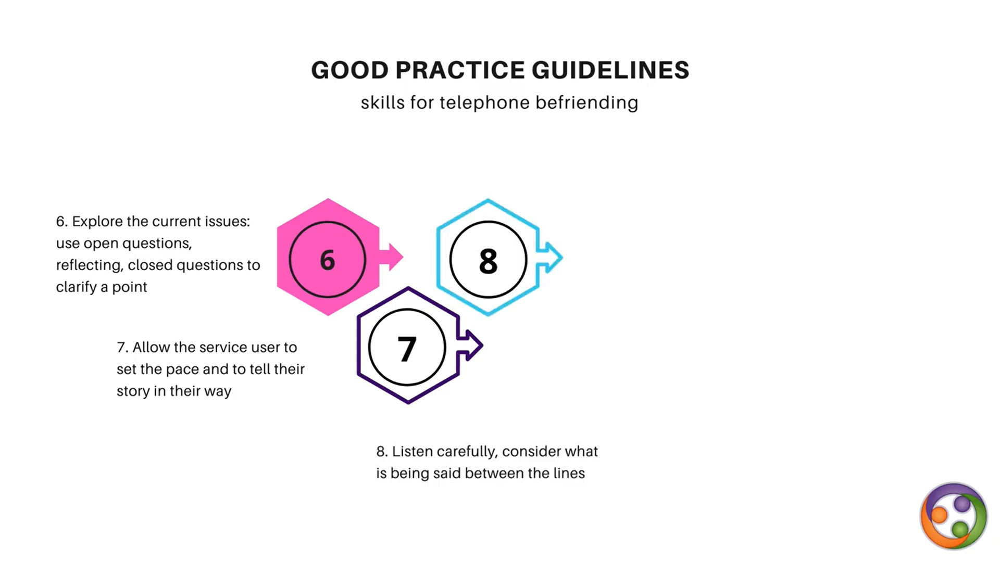 GOOD PRACTICE GUIDELINES
skills for telephone befriending
6. Explore the current issues:
use open questions,
reflecting, closed questions to
clarify a point
6
8
7
7. Allow the service user to
set the pace and to tell their
story in their way
8. Listen carefully, consider what
is being said between the lines